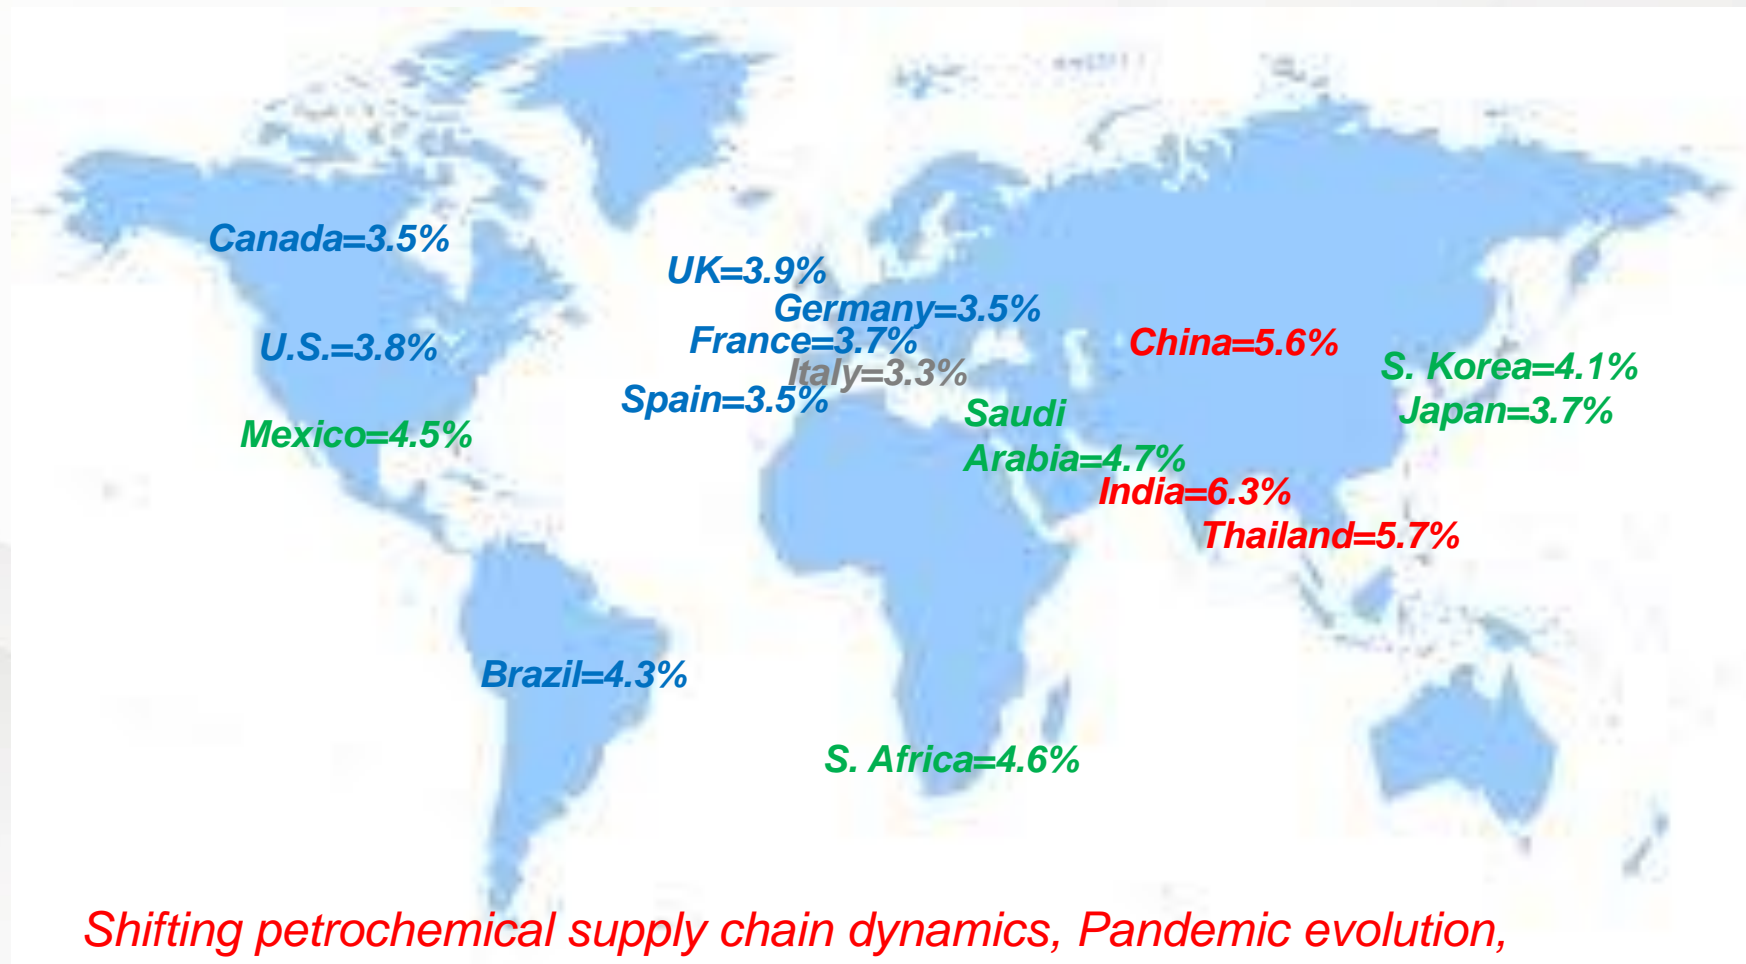 Canada=3.5%
UK=3.9%
Germany=3.5%
U.S.=3.8%
France=3.7%
China=5.6%
Italy=3.3%
S. Korea=4.1%
Spain=3.5%
Japan=3.7%
Mexico=4.5%
Saudi
Arabia=4.7%
India=6.3%
Thailand=5.7%
Brazil=4.3%
S. Africa=4.6%
Shifting petrochemical supply chain dynamics, Pandemic evolution,